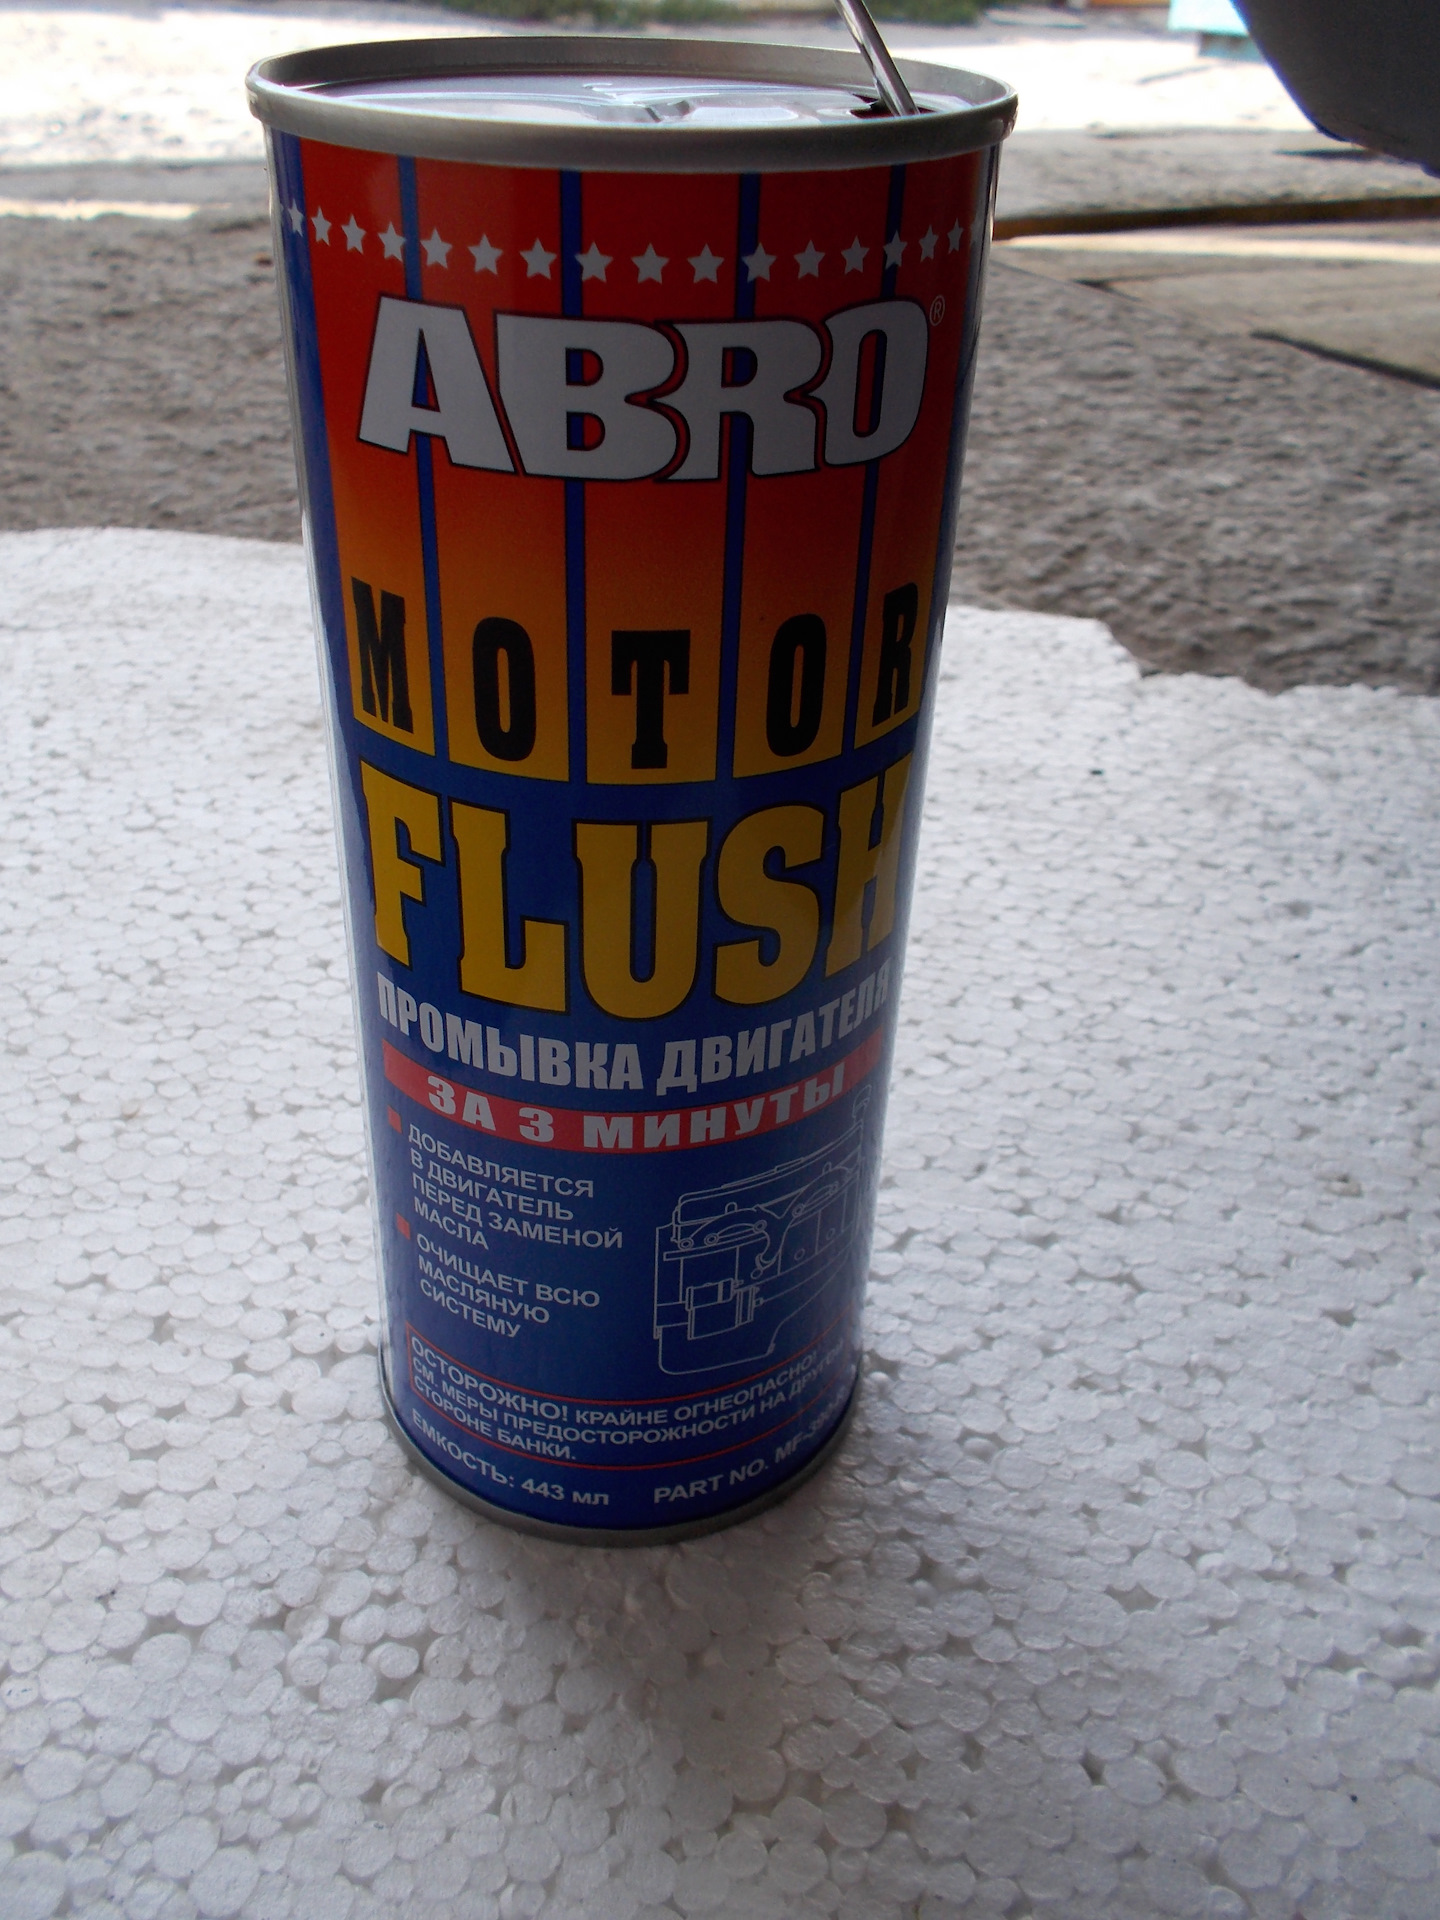 ABRO®
MOTOR
FLUSH
ПРОМЫВКА ДВИГАТЕЛЯ
ЗА 3 МИНУТЫ
ДОБАВЛЯЕТСЯ
В ДВИГАТЕЛЬ
ПЕРЕД ЗАМЕНОЙ
МАСЛА
ОЧИЩАЕТ ВСЮ
МАСЛЯНУЮ
СИСТЕМУ
ОСТОРОЖНО! КРАЙНЕ ОГНЕОПАСНО!
СМ. МЕРЫ ПРЕДОСТОРОЖНОСТИ НА ДРУГОЙ
СТОРОНЕ БАНКИ.
ЕМКОСТЬ: 443 мл
PART NO.